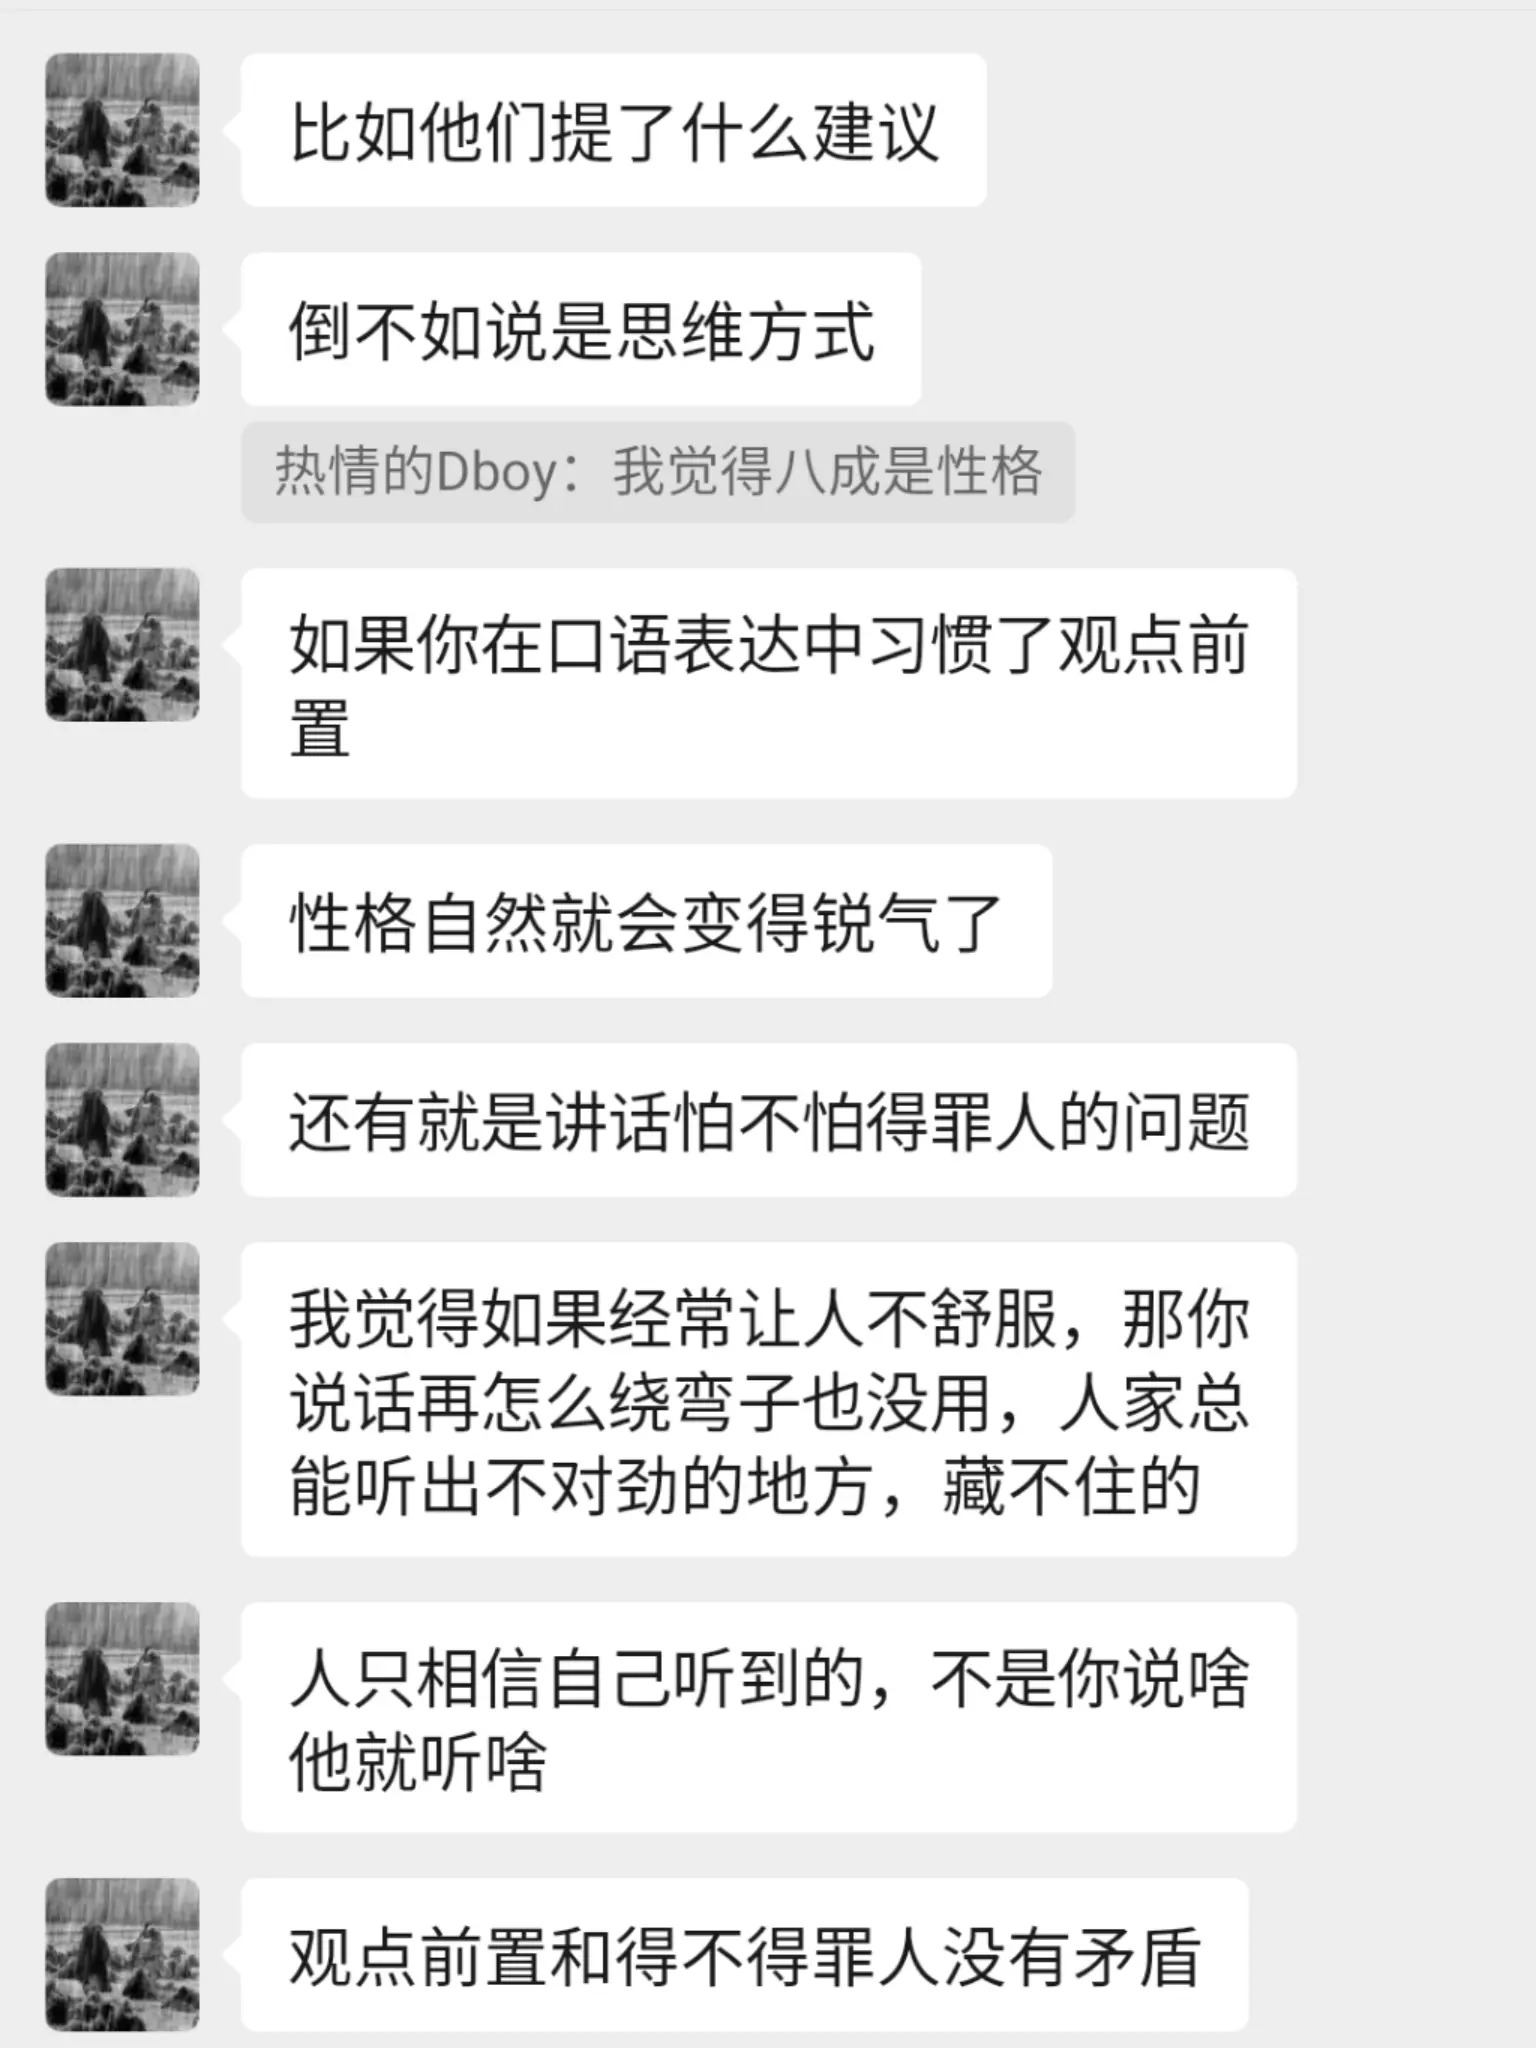 比如他们提了什么建议
倒不如说是思维方式
热情的Dboy：我觉得八成是性格
如果你在口语表达中习惯了观点前
置
性格自然就会变得锐气了
还有就是讲话怕不怕得罪人的问题
我觉得如果经常让人不舒服，那你
说话再怎么绕弯子也没用，人家总
能听出不对劲的地方，藏不住的
人只相信自己听到的，不是你说啥
他就听啥
观点前置和得不得罪人没有矛盾